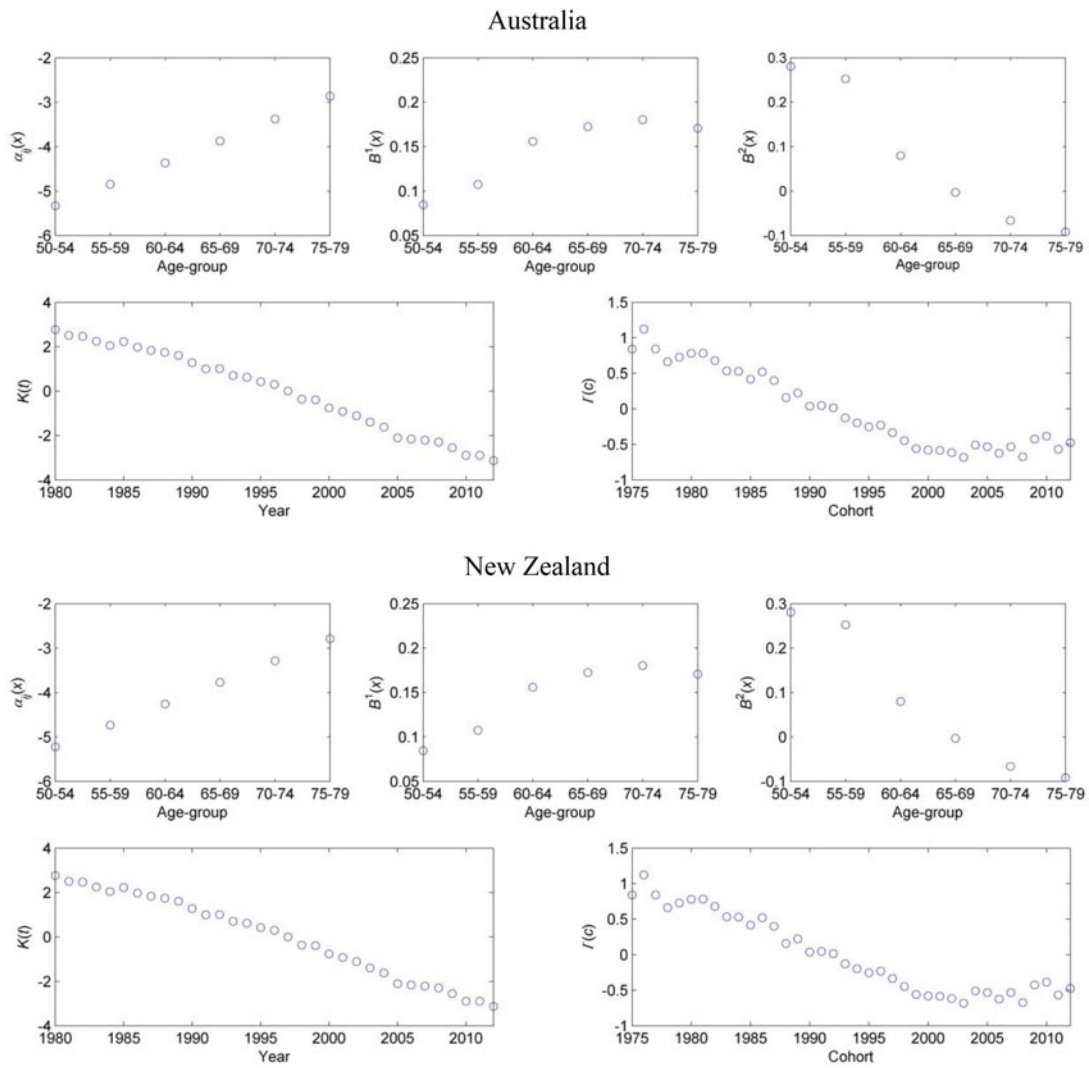 Australia
-2
-3
-4
-5
-6
αij(x)
50-54 55-59 60-64 65-69 70-74 75-79
Age-group
0.25
0.2
0.15
0.1
0.05
B1(x)
50-54 55-59 60-64 65-69 70-74 75-79
Age-group
0.3
0.2
0.1
0
-0.1
B2(x)
50-54 55-59 60-64 65-69 70-74 75-79
Age-group
4
2
0
-2
-4
K(t)
1980 1985 1990 1995 2000 2005 2010
Year
1.5
1
0.5
0
-0.5
-1
Γ(c)
1975 1980 1985 1990 1995 2000 2005 2010
Cohort
New Zealand
-2
-3
-4
-5
-6
αij(x)
50-54 55-59 60-64 65-69 70-74 75-79
Age-group
0.25
0.2
0.15
0.1
0.05
B1(x)
50-54 55-59 60-64 65-69 70-74 75-79
Age-group
0.3
0.2
0.1
0
-0.1
B2(x)
50-54 55-59 60-64 65-69 70-74 75-79
Age-group
4
2
0
-2
-4
K(t)
1980 1985 1990 1995 2000 2005 2010
Year
1.5
1
0.5
0
-0.5
-1
Γ(c)
1975 1980 1985 1990 1995 2000 2005 2010
Cohort